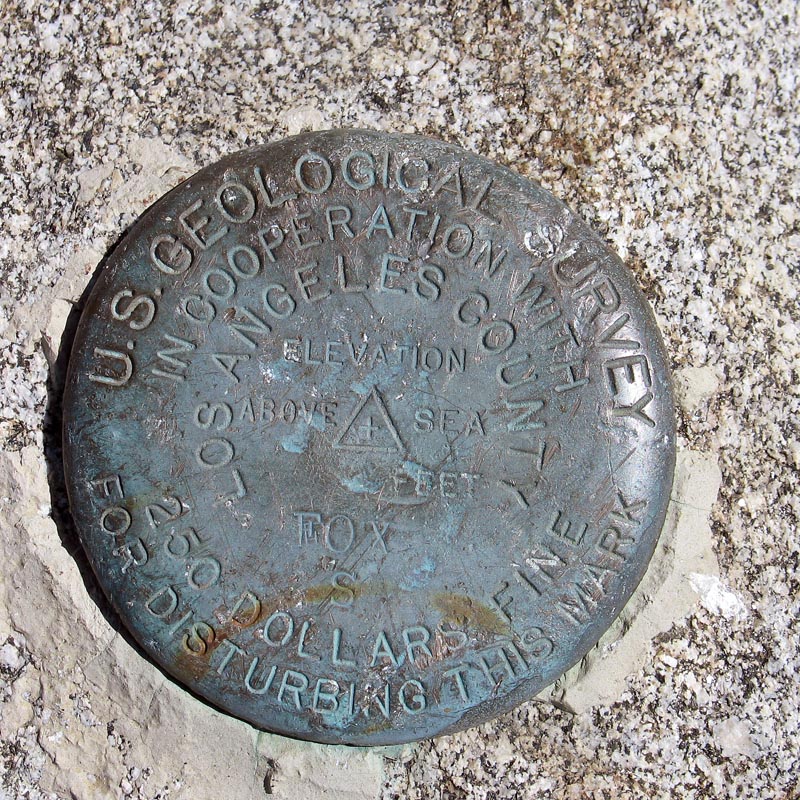 U.S. GEOLOGICAL SURVEY
IN COOPERATION WITH
LOS ANGELES COUNTY
ELEVATION
ABOVE SEA
FEET
FOX
S
250 DOLLARS FINE
FOR DISTURBING THIS MARK